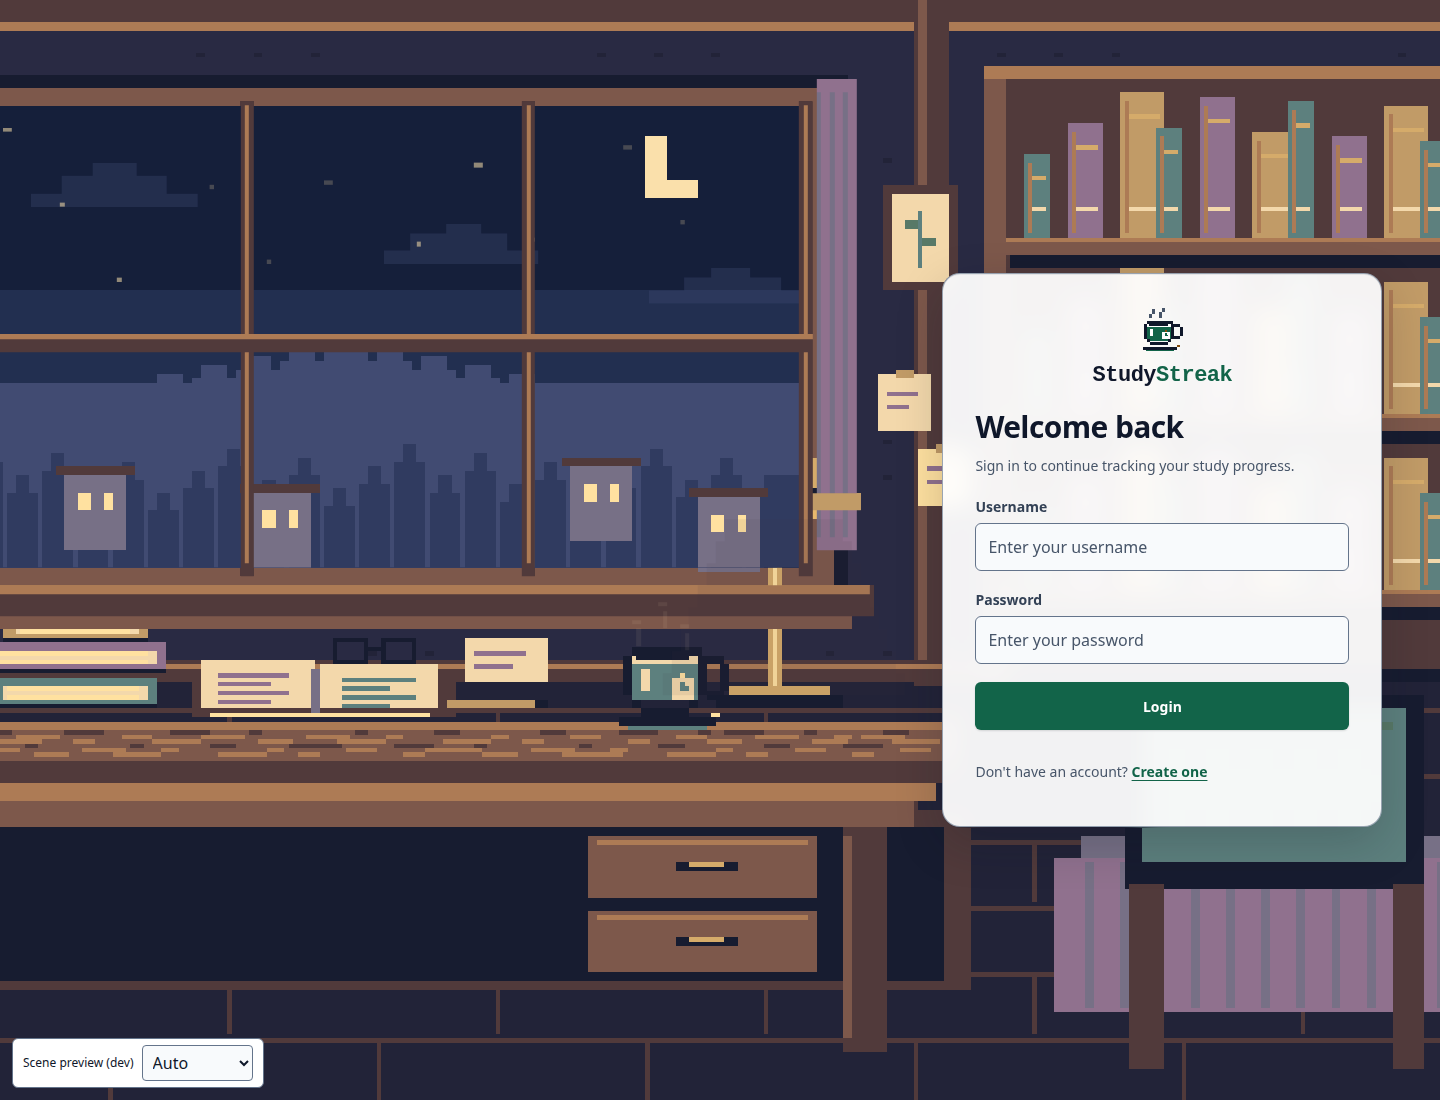 StudyStreak
Welcome back
Sign in to continue tracking your study progress.
Username
Enter your username
Password
Enter your password
Login
Don't have an account? Create one
Scene preview (dev) Auto